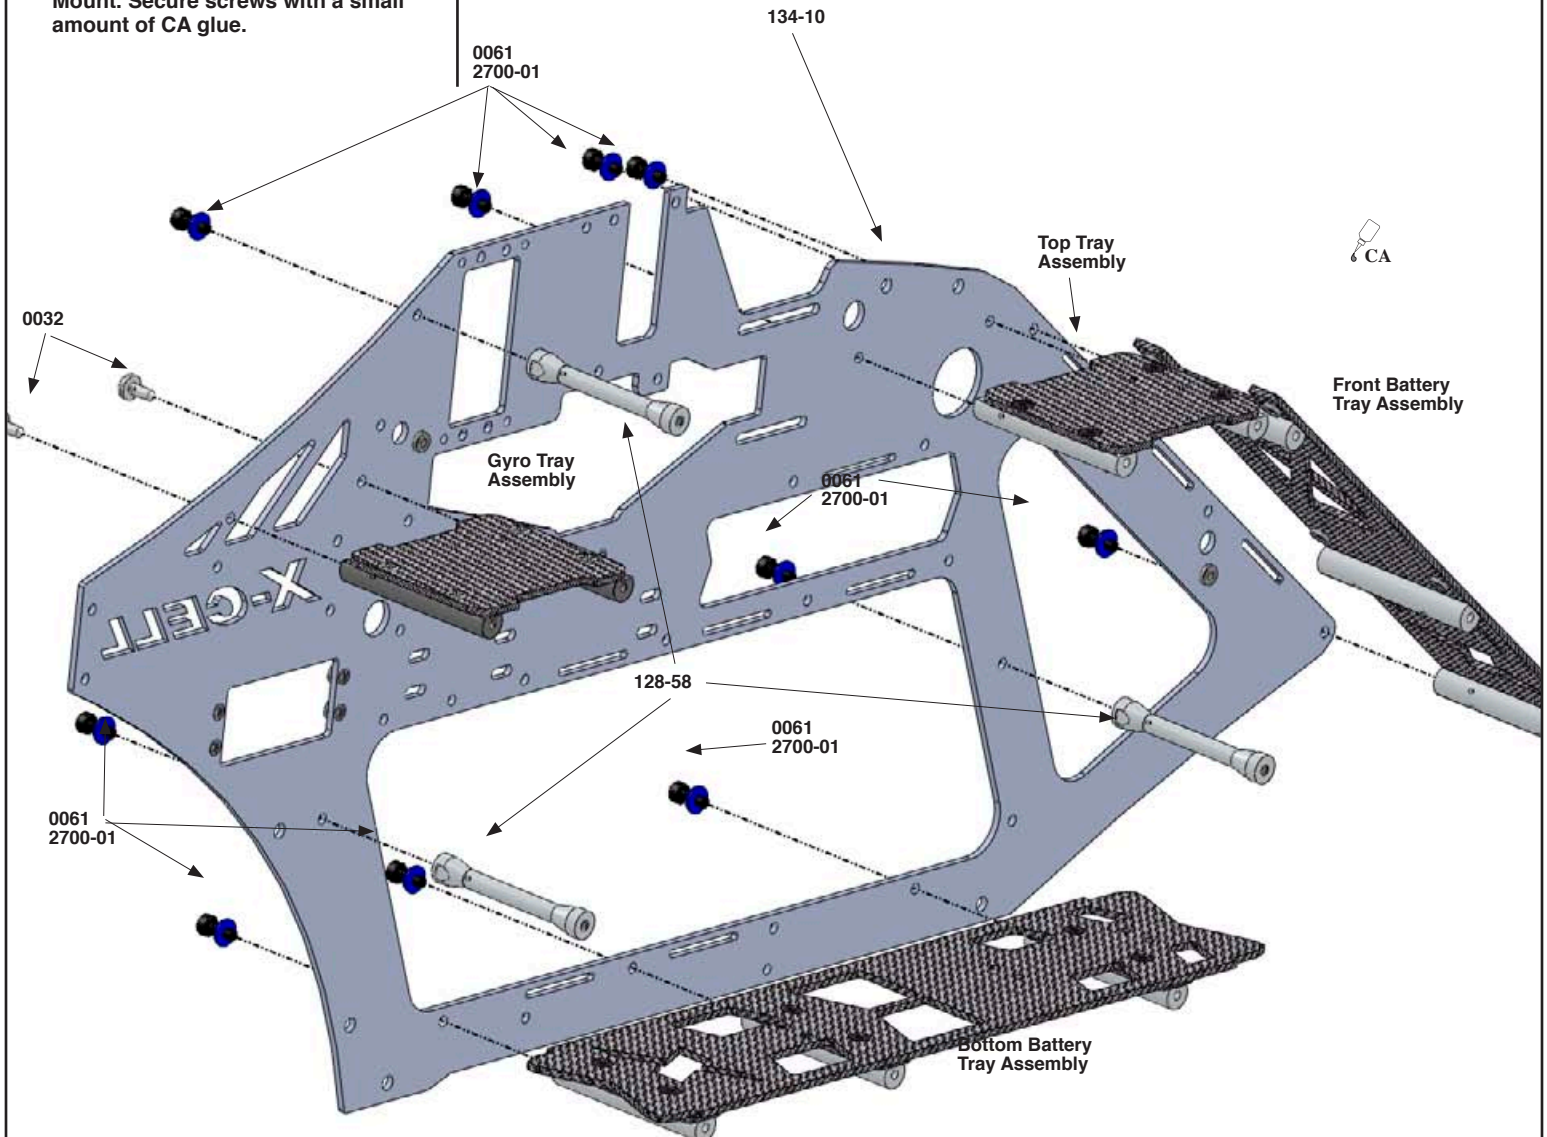 Mount. Secure screws with a small
amount of CA glue.
134-10
0061
2700-01
Top Tray
Assembly
CA
0032
Front Battery
Tray Assembly
Gyro Tray
Assembly
0061
2700-01
X-CELL
128-58
0061
2700-01
0061
2700-01
Bottom Battery
Tray Assembly